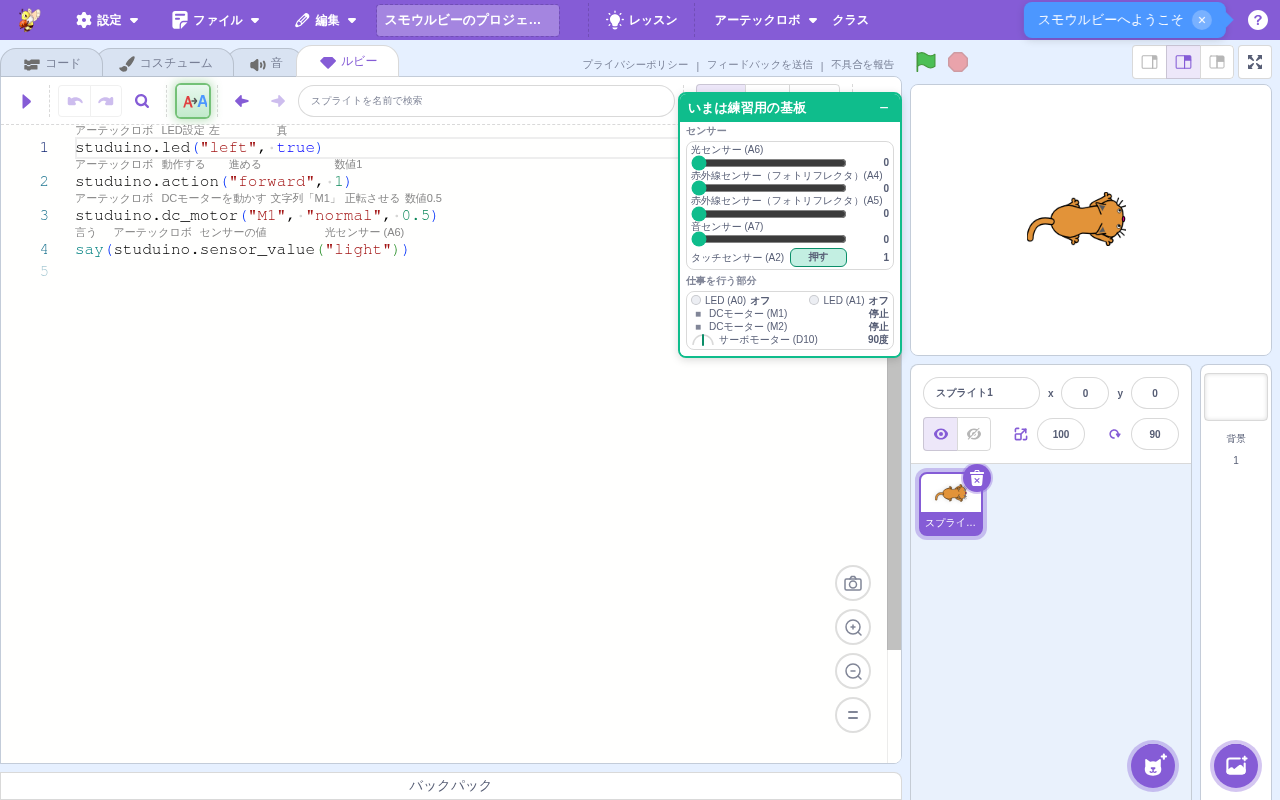 設定
ファイル
編集
スモウルビーのプロジェ…
レッスン
アーテックロボ
クラス
スモウルビーへようこそ
×
?
コード
コスチューム
音
ルビー
プライバシーポリシー | フィードバックを送信 | 不具合を報告
A→A
スプライトを名前で検索
アーテックロボ LED設定 左 真
1 studuino.led("left", true)
アーテックロボ 動作する 進める 数値1
2 studuino.action("forward", 1)
アーテックロボ DCモーターを動かす 文字列「M1」 正転させる 数値0.5
3 studuino.dc_motor("M1", "normal", 0.5)
言う アーテックロボ センサーの値 光センサー (A6)
4 say(studuino.sensor_value("light"))
5
いまは練習用の基板
センサー
光センサー (A6)
0
赤外線センサー（フォトリフレクタ）(A4)
0
赤外線センサー（フォトリフレクタ）(A5)
0
音センサー (A7)
0
タッチセンサー (A2) 押す 1
仕事を行う部分
LED (A0) オフ LED (A1) オフ
DCモーター (M1) 停止
DCモーター (M2) 停止
サーボモーター (D10) 90度
スプライト1 x 0 y 0
100 90
スプライ…
背景
1
バックパック